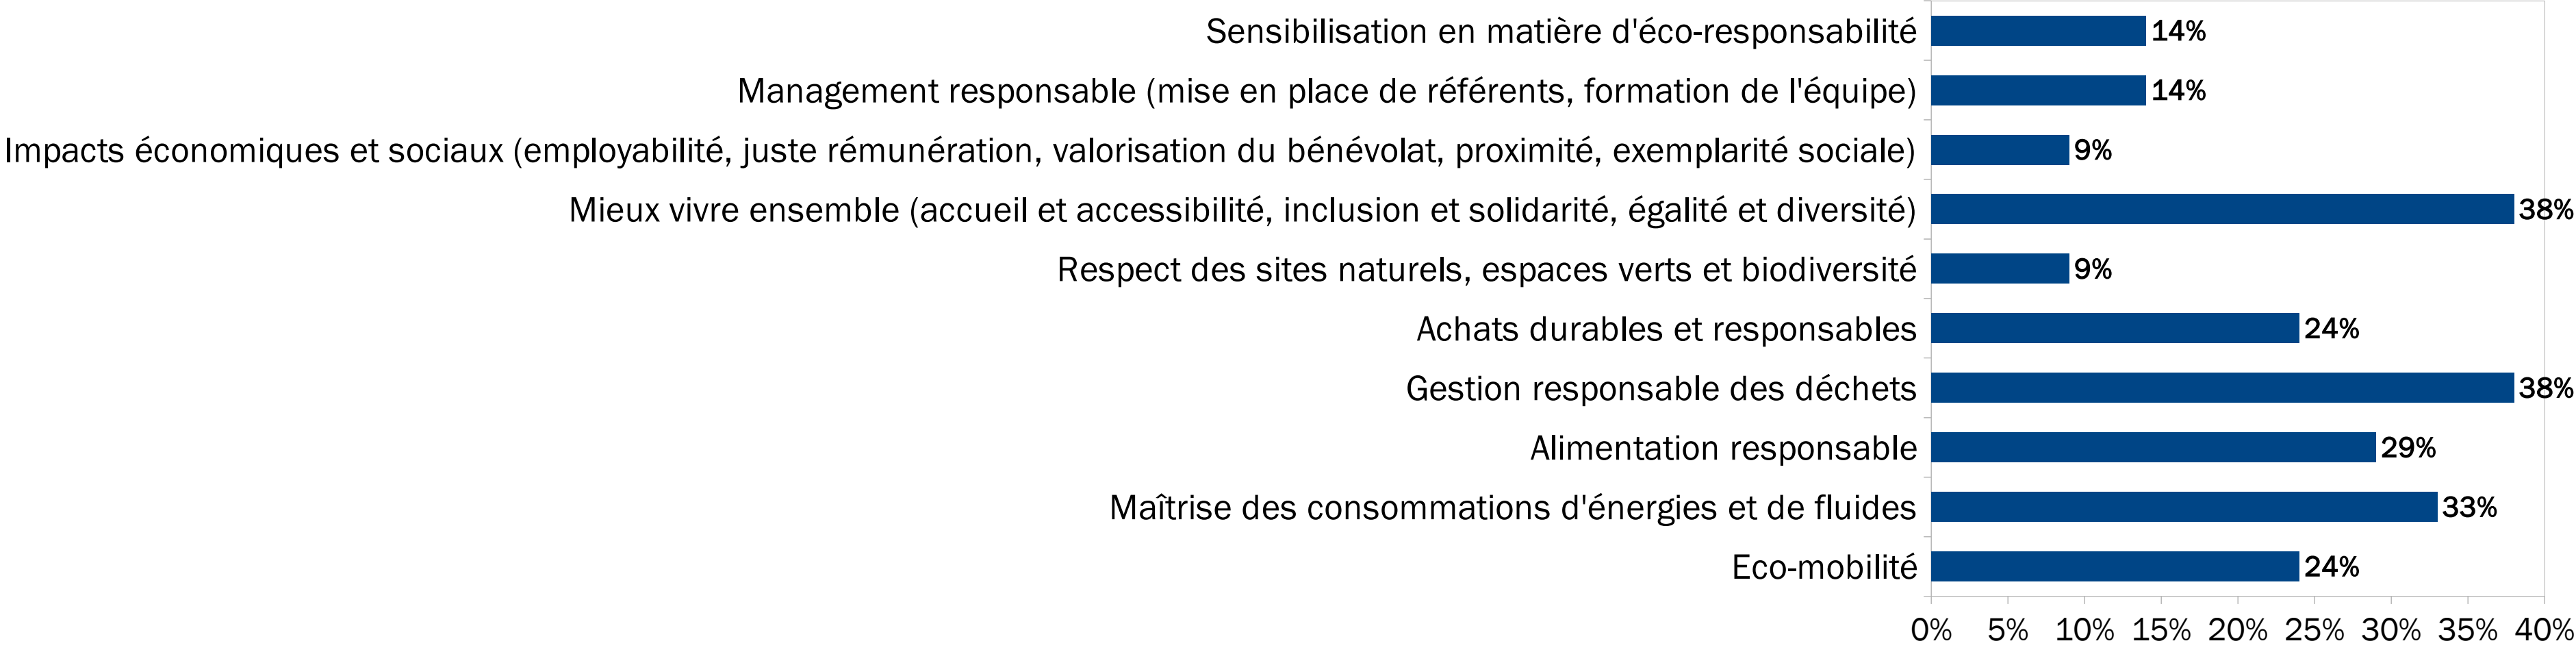 Sensibilisation en matière d'éco-responsabilité 14%
Management responsable (mise en place de référents, formation de l'équipe) 14%
Impacts économiques et sociaux (employabilité, juste rémunération, valorisation du bénévolat, proximité, exemplarité sociale) 9%
Mieux vivre ensemble (accueil et accessibilité, inclusion et solidarité, égalité et diversité) 38%
Respect des sites naturels, espaces verts et biodiversité 9%
Achats durables et responsables 24%
Gestion responsable des déchets 38%
Alimentation responsable 29%
Maîtrise des consommations d'énergies et de fluides 33%
Eco-mobilité 24%
0% 5% 10% 15% 20% 25% 30% 35% 40%